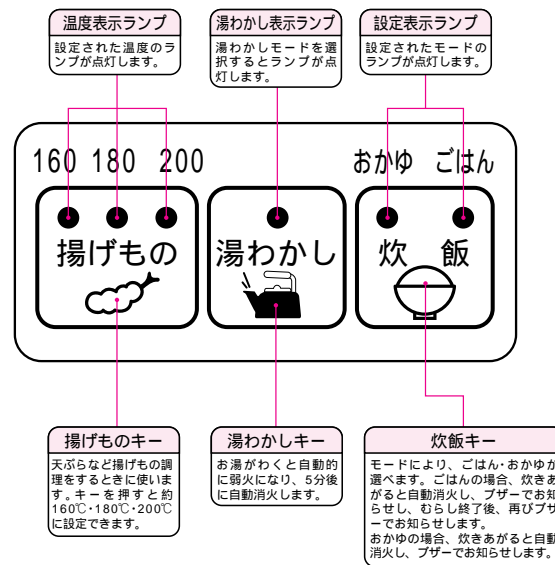 温度表示ランプ
設定された温度のラ
ンプが点灯します。
湯わかし表示ランプ
湯わかしモードを選
択するとランプが点
灯します。
設定表示ランプ
設定されたモードの
ランプが点灯します。
160 180 200
おかゆ ごはん
揚げもの
湯わかし
炊 飯
揚げものキー
天ぷらなど揚げもの調
理をするときに使いま
す。キーを押すと約
160℃・180℃・200℃
に設定できます。
湯わかしキー
お湯がわくと自動的
に弱火になり、5分後
に自動消火します。
炊飯キー
モードにより、ごはん・おかゆが
選べます。ごはんの場合、炊きあ
がると自動消火し、ブザーでお知
らせし、むらし終了後、再びブザ
ーでお知らせします。
おかゆの場合、炊きあがると自動
消火し、ブザーでお知らせします。